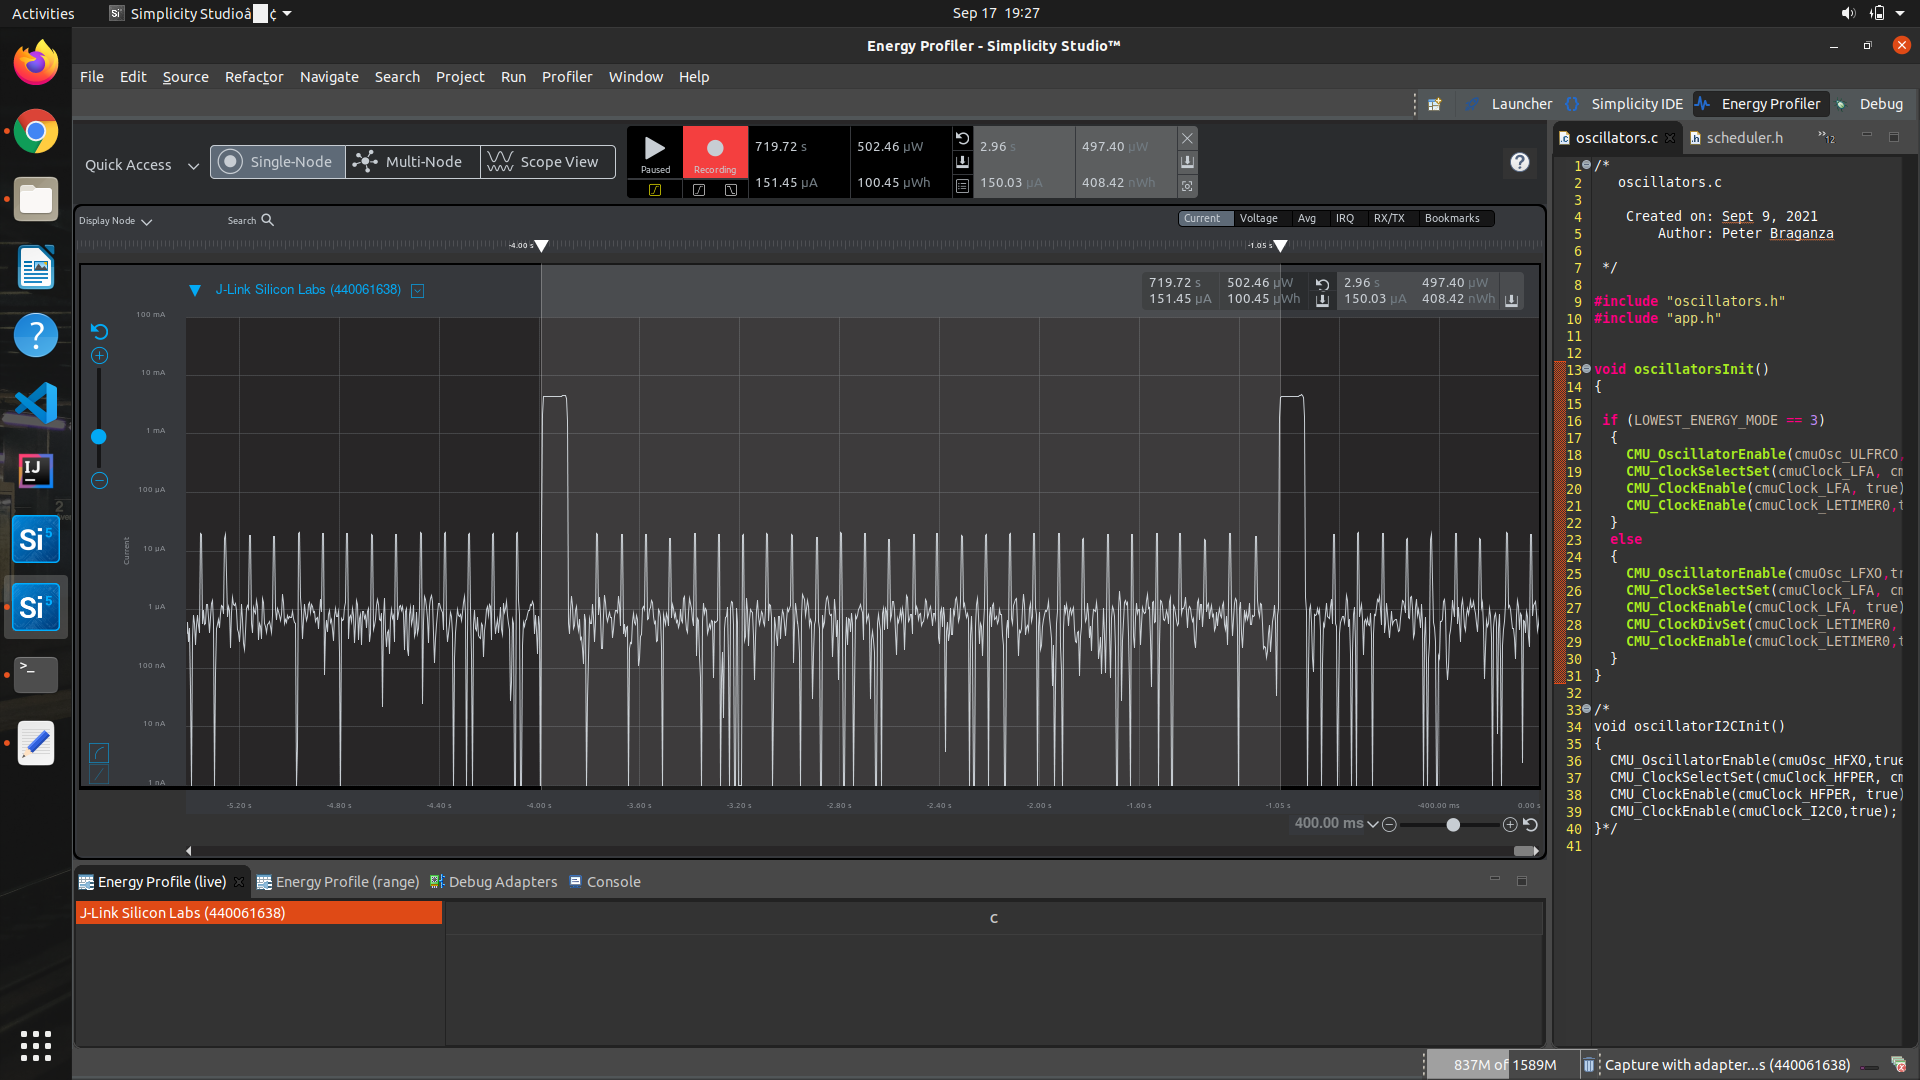 Activities
Simplicity Studioâ
Sep 17 19:27
Energy Profiler - Simplicity Studio™
File Edit Source Refactor Navigate Search Project Run Profiler Window Help
Launcher Simplicity IDE Energy Profiler Debug
Quick Access
Single-Node Multi-Node Scope View
Paused Recording
719.72 s 502.46 µW 2.96 s 497.40 µW
151.45 µA 100.45 µWh 150.03 µA 408.42 nWh
Display Node Search
Current Voltage Avg IRQ RX/TX Bookmarks
-4.00 s -1.05 s
J-Link Silicon Labs (440061638)
719.72 s 502.46 µW 2.96 s 497.40 µW
151.45 µA 100.45 µWh 150.03 µA 408.42 nWh
100 mA
10 mA
1 mA
100 µA
10 µA
1 µA
100 nA
10 nA
1 nA
Current
-5.20 s -4.80 s -4.40 s -4.00 s -3.60 s -3.20 s -2.80 s -2.40 s -2.00 s -1.60 s -1.05 s -400.00 ms 0.00 s
400.00 ms
Energy Profile (live) Energy Profile (range) Debug Adapters Console
J-Link Silicon Labs (440061638)
C
oscillators.c scheduler.h »12
1 /*
2 oscillators.c
3
4 Created on: Sept 9, 2021
5 Author: Peter Braganza
6
7 */
8
9 #include "oscillators.h"
10 #include "app.h"
11
12
13 void oscillatorsInit()
14 {
15
16 if (LOWEST_ENERGY_MODE == 3)
17 {
18 CMU_OscillatorEnable(cmuOsc_ULFRCO,
19 CMU_ClockSelectSet(cmuClock_LFA, cm
20 CMU_ClockEnable(cmuClock_LFA, true)
21 CMU_ClockEnable(cmuClock_LETIMER0,t
22 }
23 else
24 {
25 CMU_OscillatorEnable(cmuOsc_LFXO,tr
26 CMU_ClockSelectSet(cmuClock_LFA, cm
27 CMU_ClockEnable(cmuClock_LFA, true)
28 CMU_ClockDivSet(cmuClock_LETIMER0,
29 CMU_ClockEnable(cmuClock_LETIMER0,t
30 }
31 }
32
33 /*
34 void oscillatorI2CInit()
35 {
36 CMU_OscillatorEnable(cmuOsc_HFXO,true
37 CMU_ClockSelectSet(cmuClock_HFPER, cm
38 CMU_ClockEnable(cmuClock_HFPER, true)
39 CMU_ClockEnable(cmuClock_I2C0,true);
40 }*/
41
837M of 1589M
Capture with adapter...s (440061638)